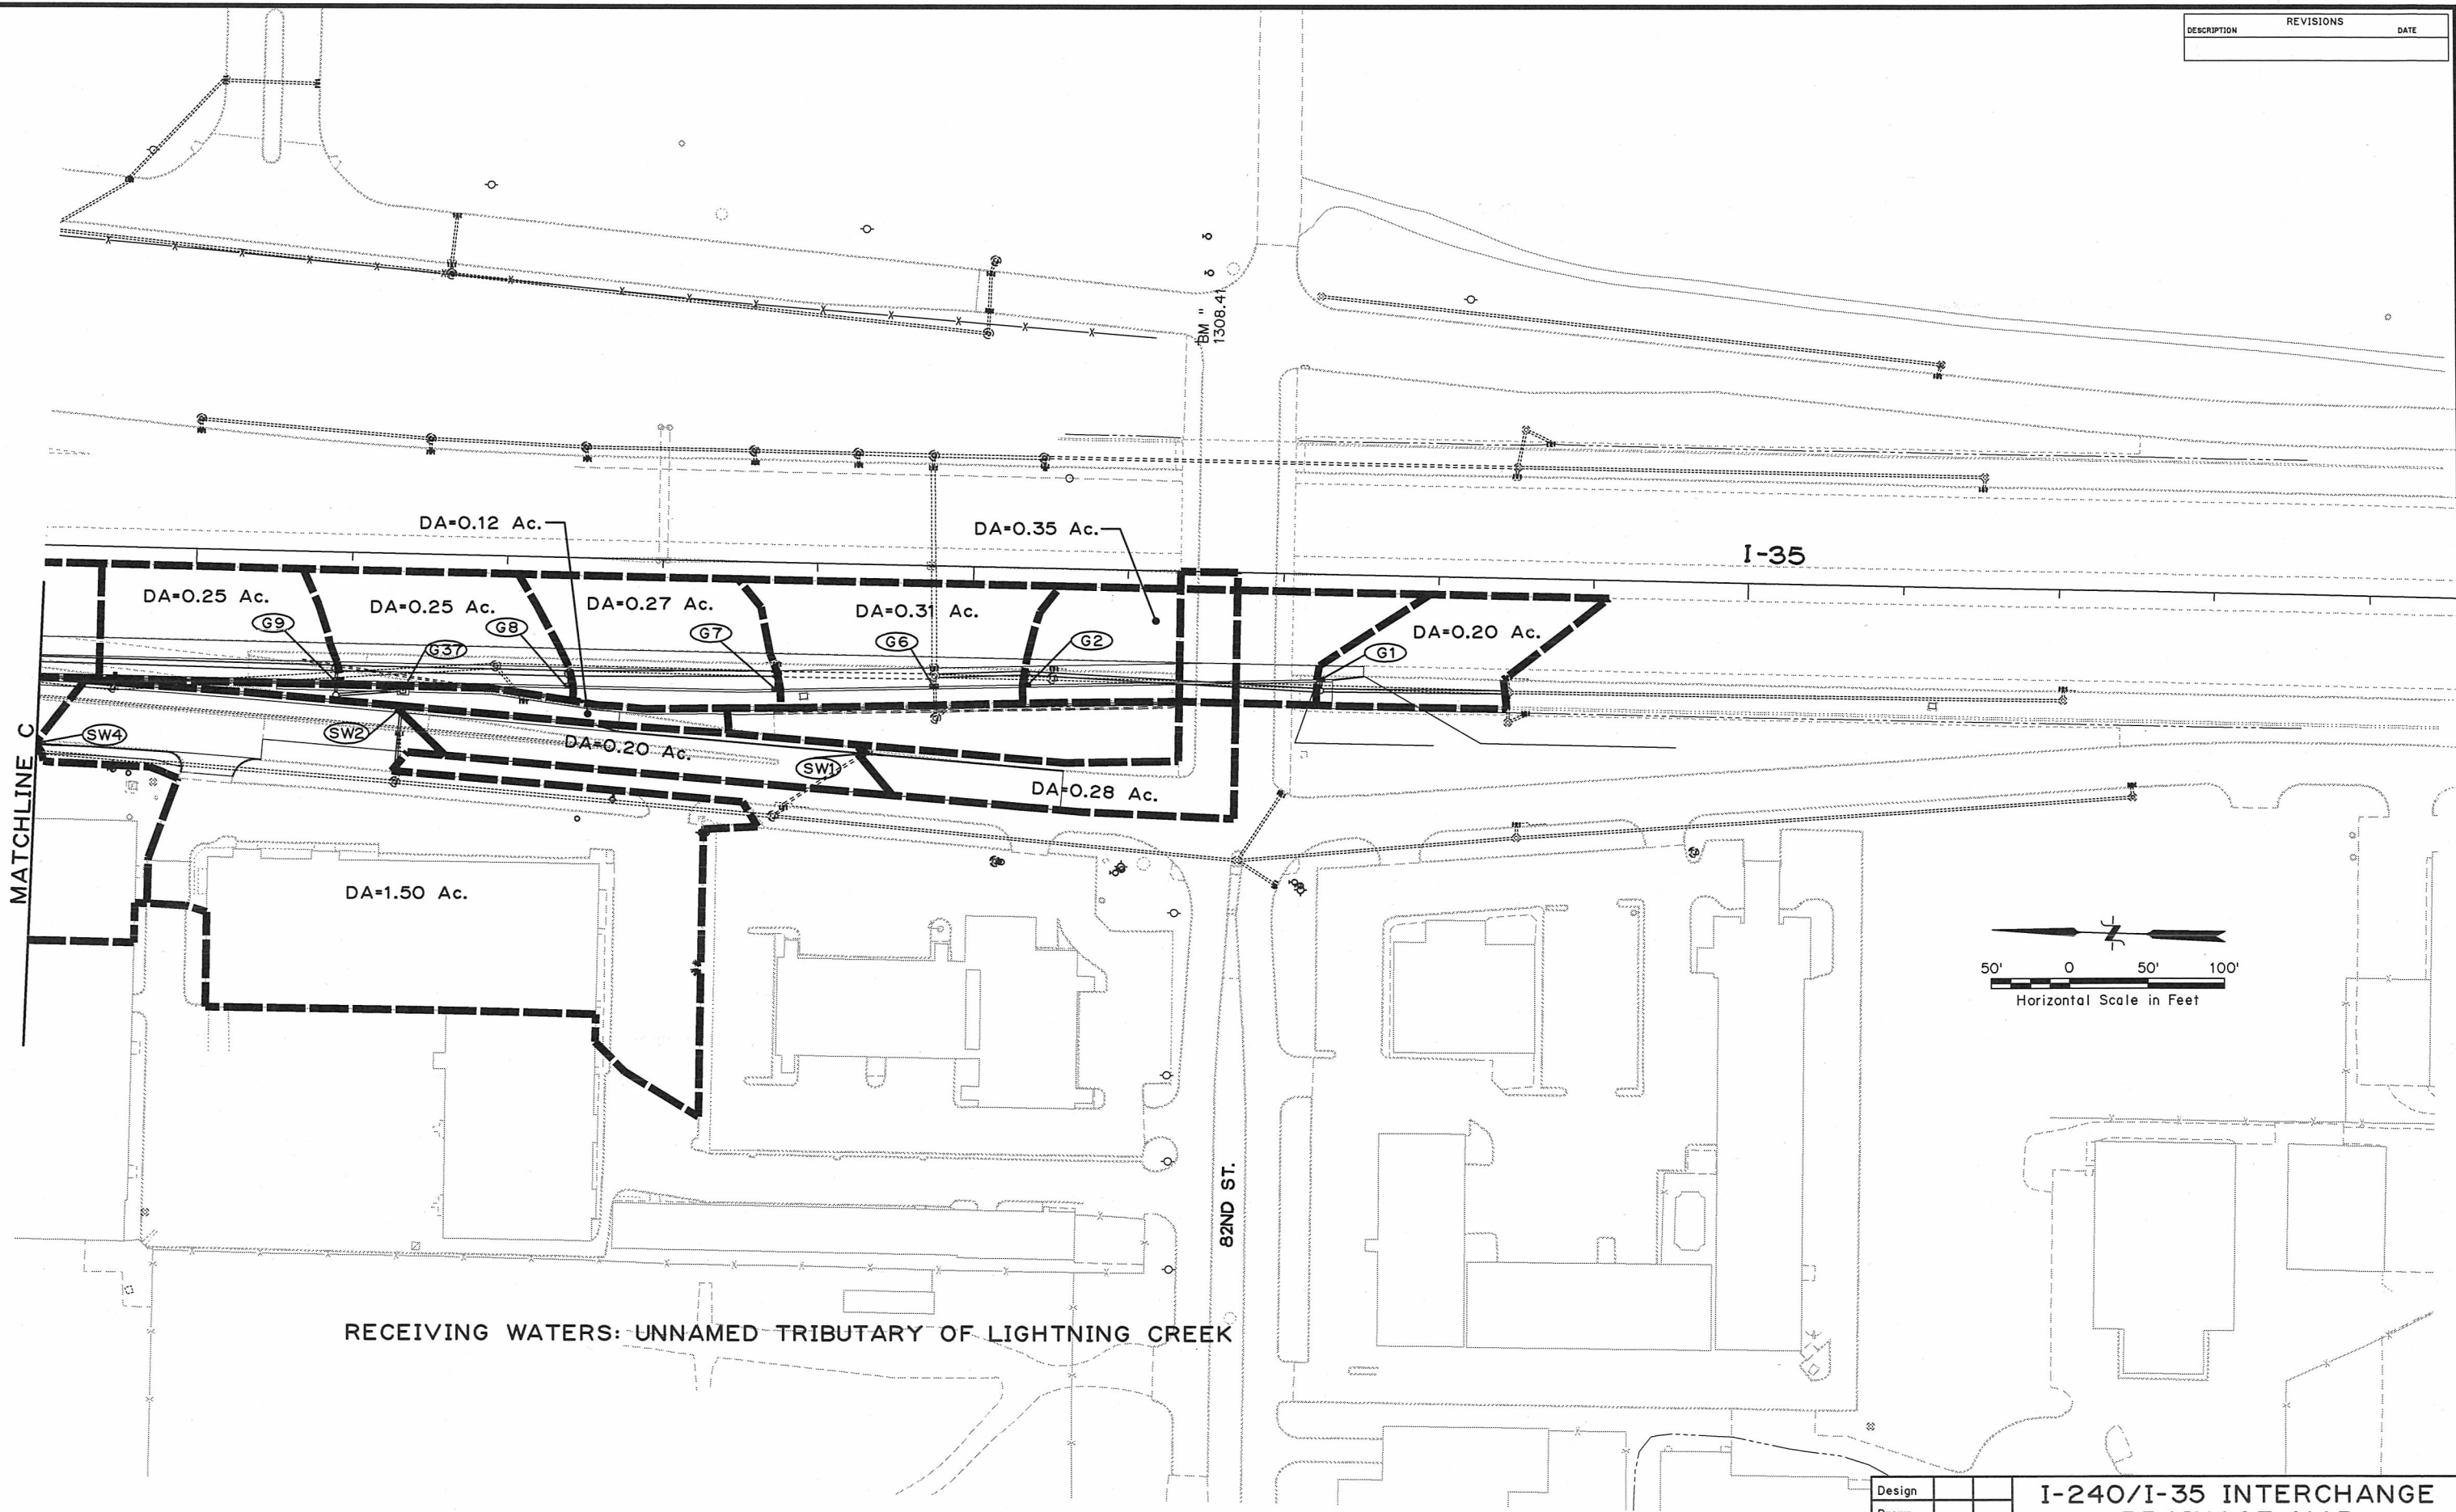 REVISIONS
DESCRIPTION DATE
BM "
1308.41
DA=0.12 Ac.
DA=0.35 Ac.
I-35
DA=0.25 Ac.
DA=0.25 Ac.
DA=0.27 Ac.
DA=0.31 Ac.
DA=0.20 Ac.
G9
G37
G8
G7
G6
G2
G1
SW4
SW2
DA=0.20 Ac.
SW1
DA=0.28 Ac.
MATCHLINE C
DA=1.50 Ac.
50' 0 50' 100'
Horizontal Scale in Feet
82ND ST.
RECEIVING WATERS: UNNAMED TRIBUTARY OF LIGHTNING CREEK
Design
I-240/I-35 INTERCHANGE